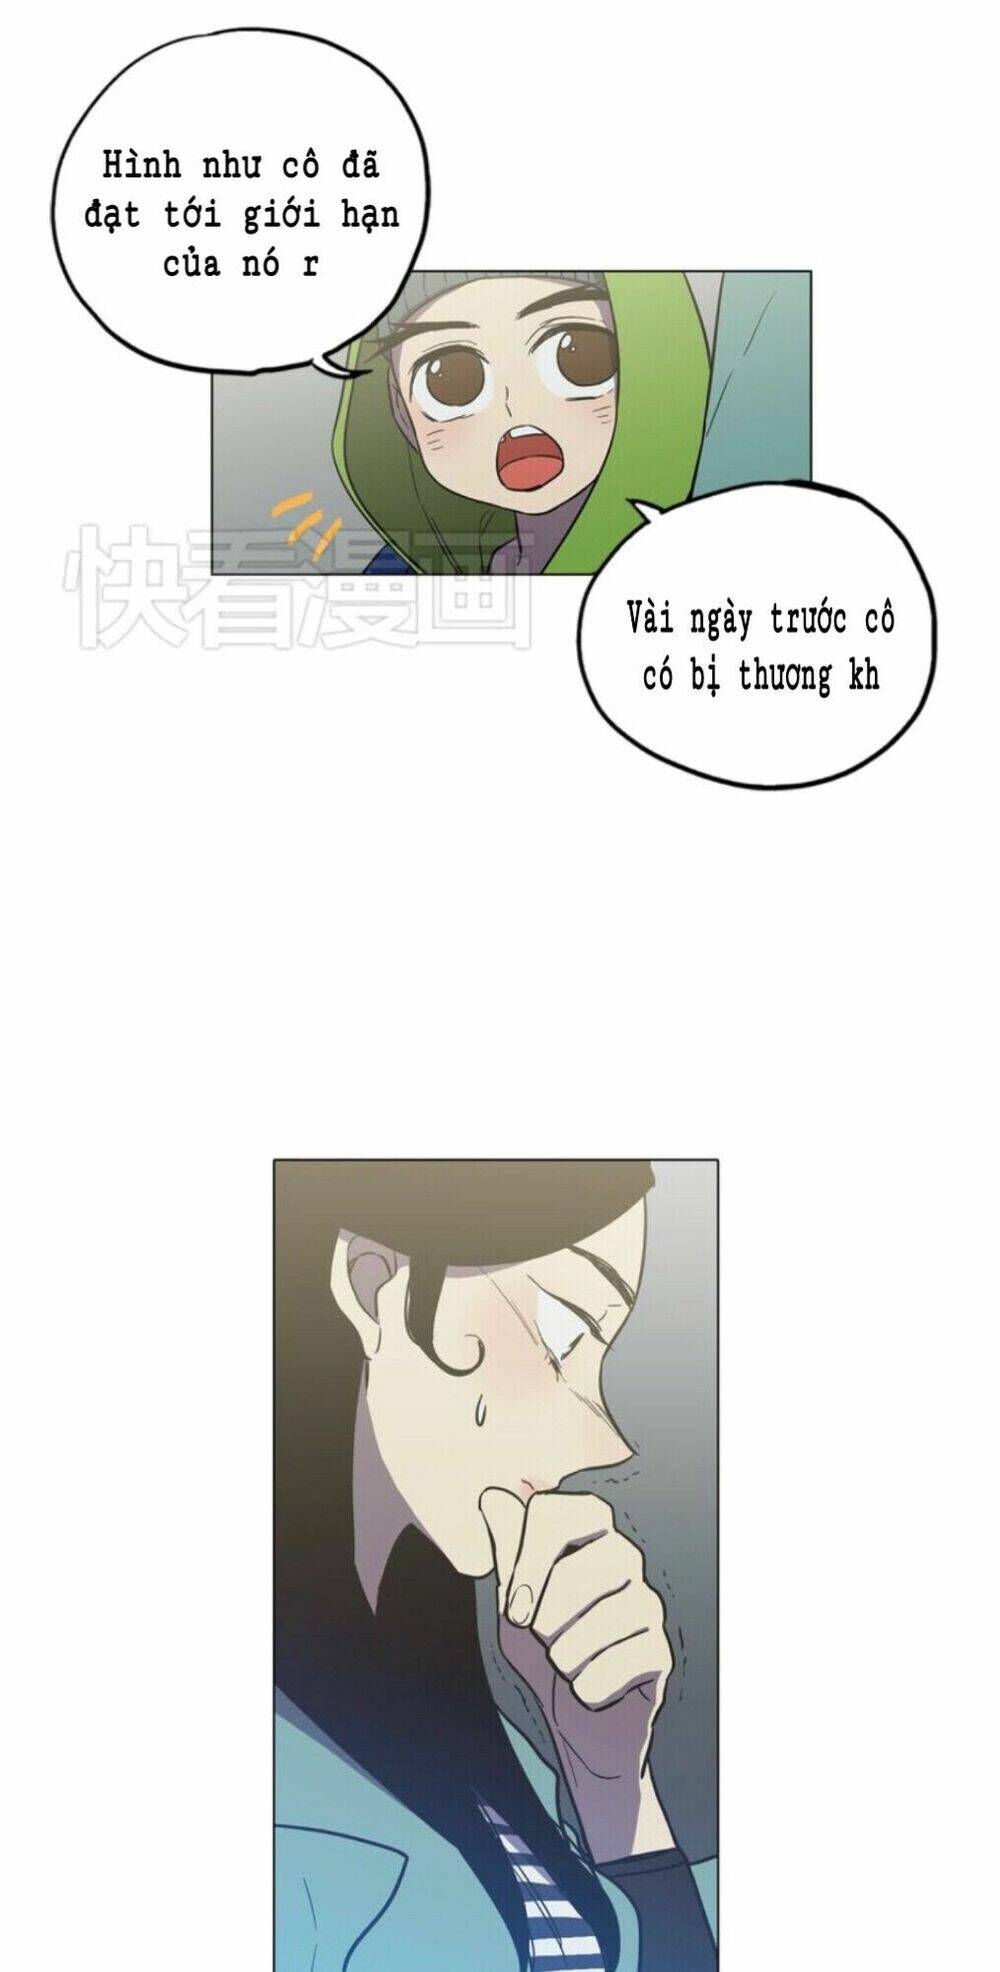 Hình như cô đã
đạt tới giới hạn
của nó r
快看漫画
Vài ngày trước cô
có bị thương kh